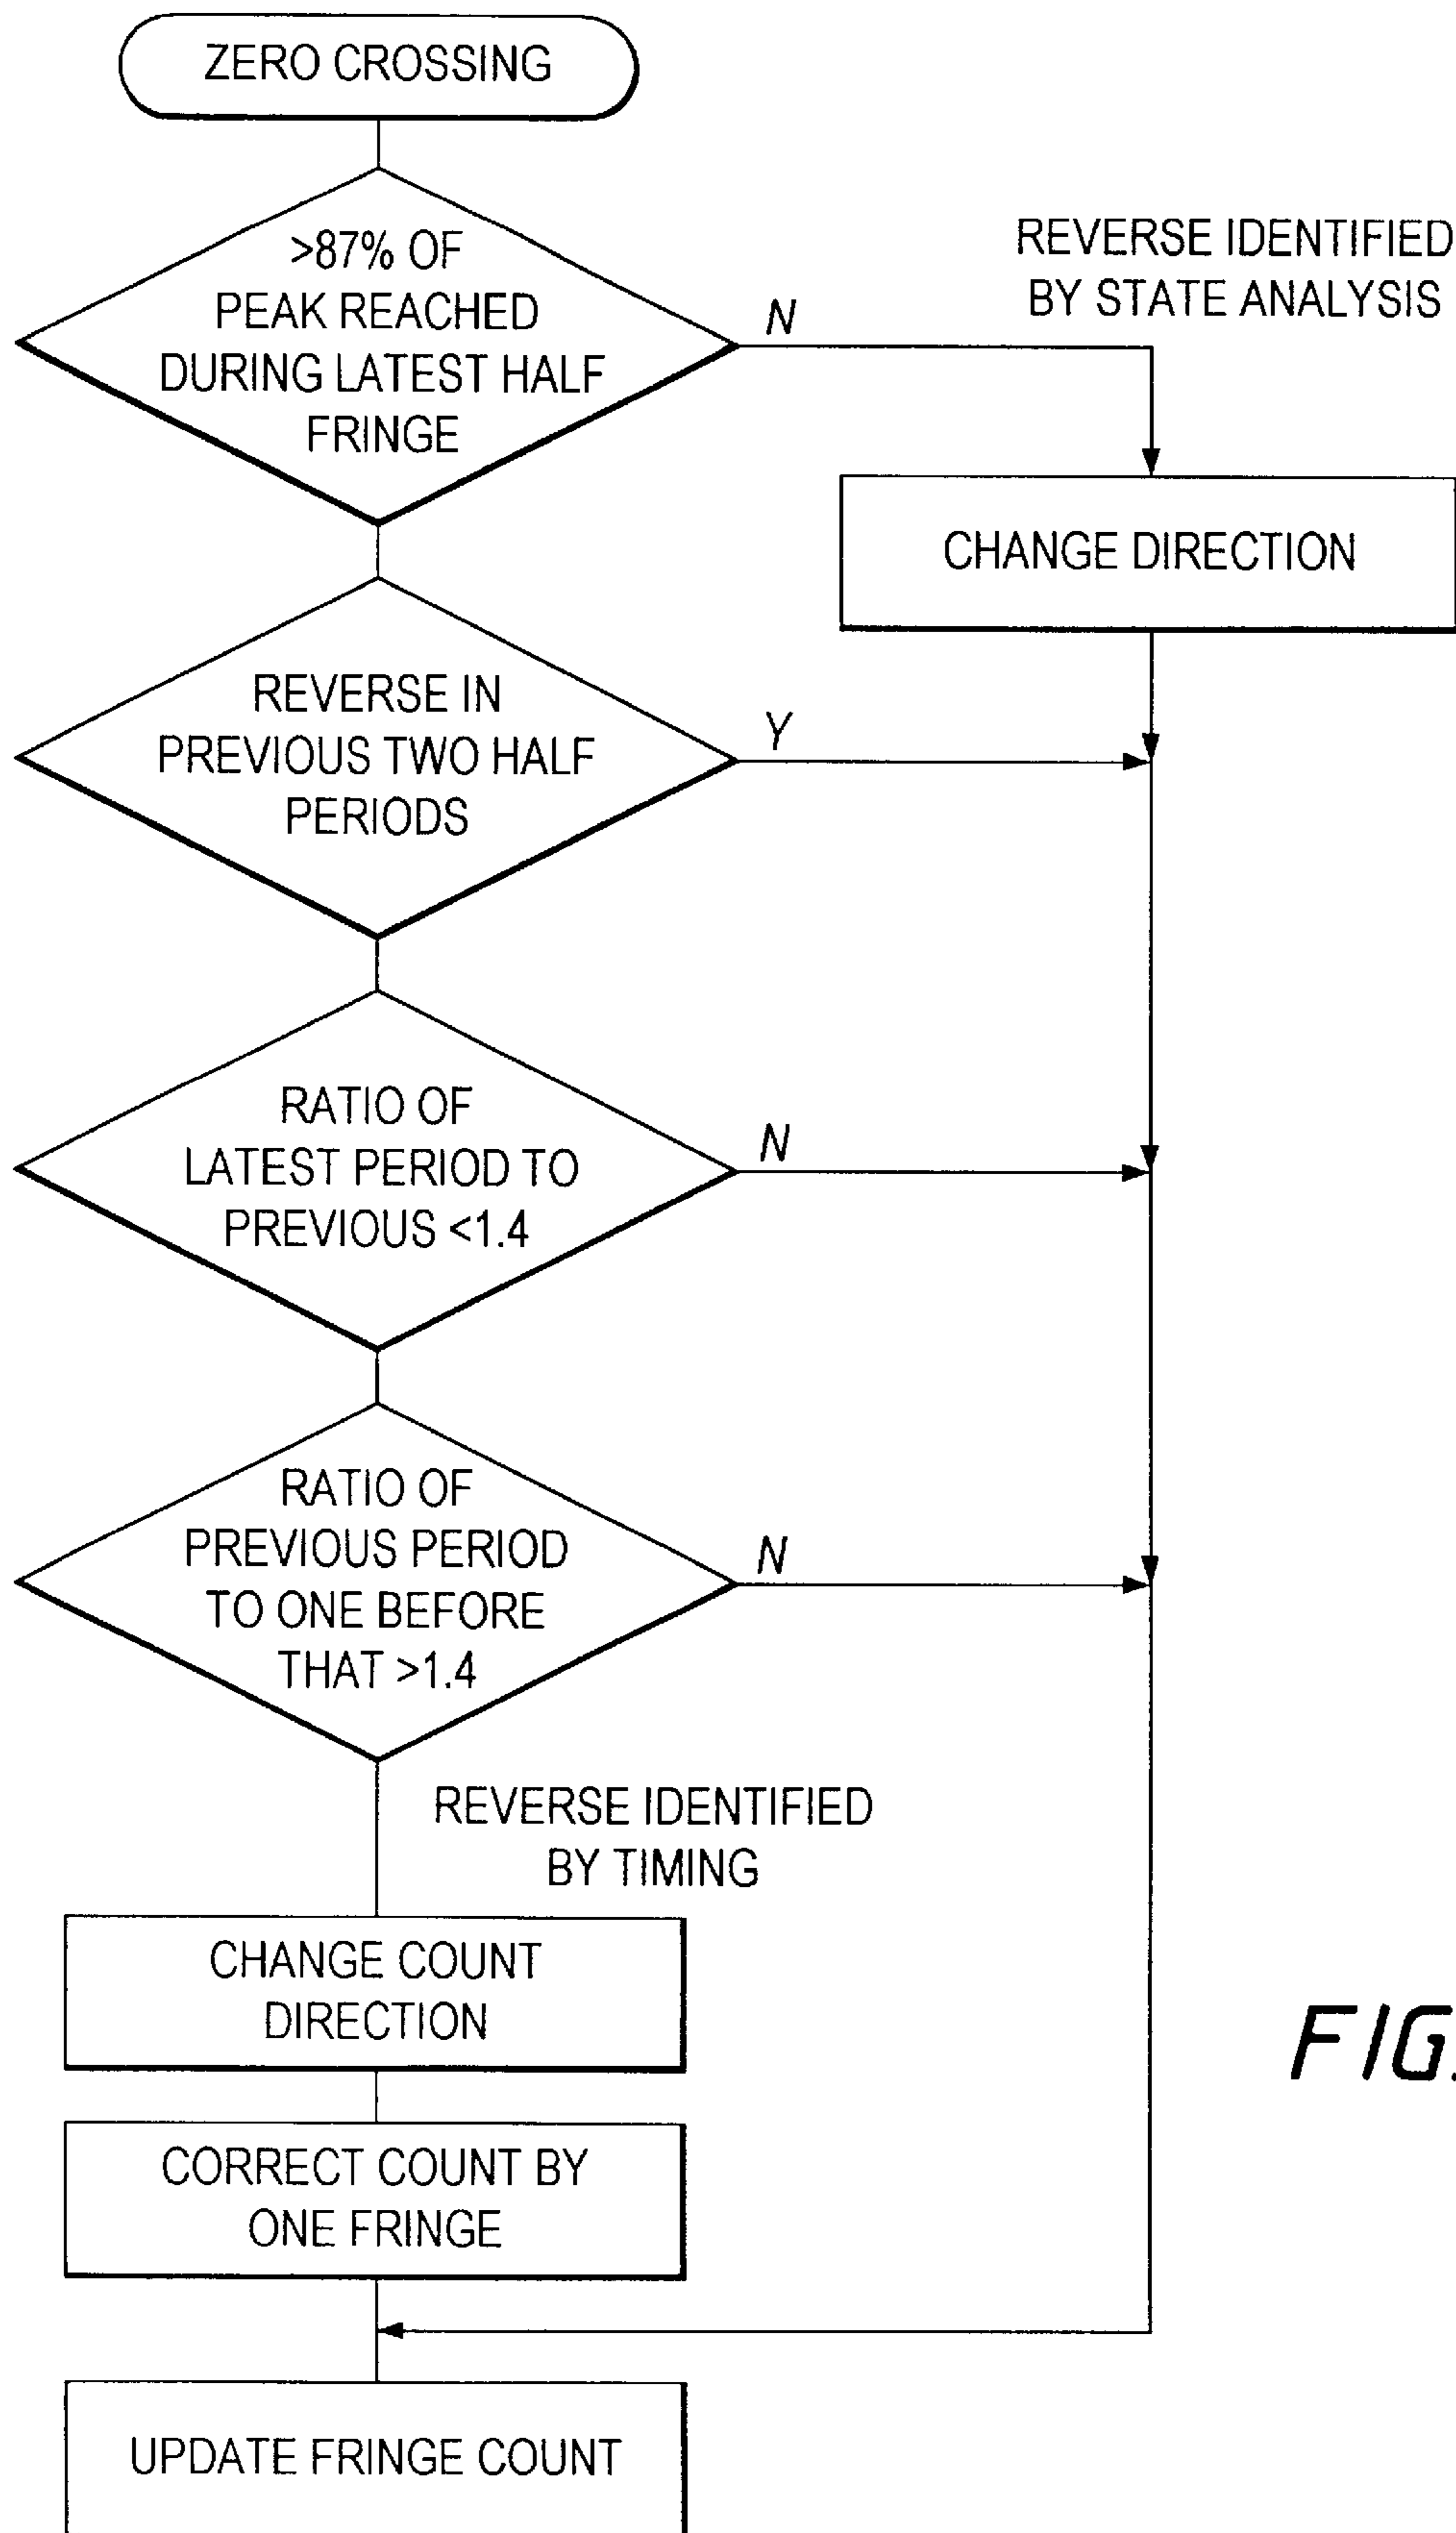 ZERO CROSSING
>87% OF
PEAK REACHED
DURING LATEST HALF
FRINGE
N
REVERSE IDENTIFIED
BY STATE ANALYSIS
CHANGE DIRECTION
REVERSE IN
PREVIOUS TWO HALF
PERIODS
Y
RATIO OF
LATEST PERIOD TO
PREVIOUS <1.4
N
RATIO OF
PREVIOUS PERIOD
TO ONE BEFORE
THAT >1.4
N
REVERSE IDENTIFIED
BY TIMING
CHANGE COUNT
DIRECTION
CORRECT COUNT BY
ONE FRINGE
UPDATE FRINGE COUNT
FIG.